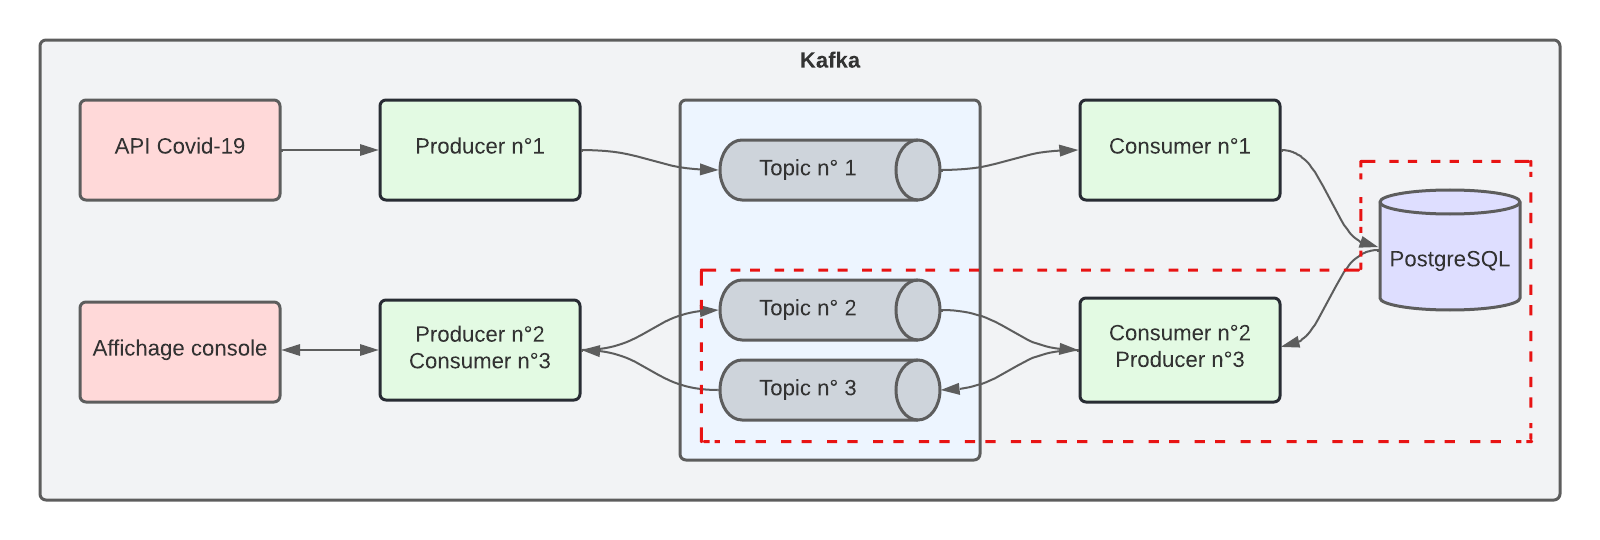 Kafka
API Covid-19
Producer n°1
Topic n° 1
Consumer n°1
PostgreSQL
Affichage console
Producer n°2
Consumer n°3
Topic n° 2
Topic n° 3
Consumer n°2
Producer n°3